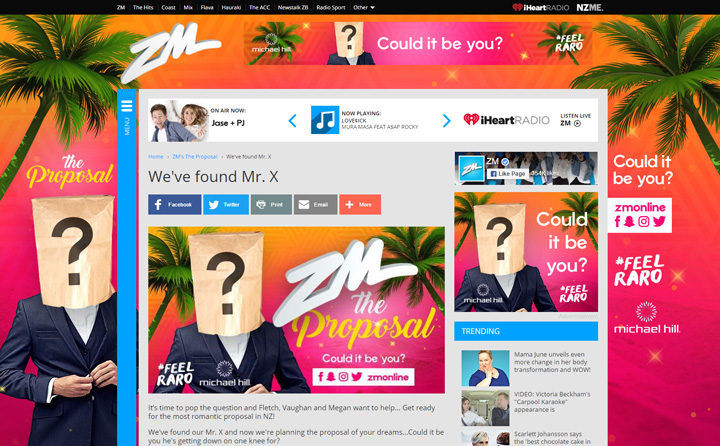 ZM The Hits Coast Mix Flava Hauraki The ACC Newstalk ZB Radio Sport Other
iHeartRADIO NZME.
ZM
michael hill
?
Could it be you?
#FEEL
RARO
MENU
ON AIR NOW:
Jase + PJ
NOW PLAYING:
LOVE$ICK
MURA MASA FEAT A$AP ROCKY
iHeartRADIO
LISTEN LIVE
ZM
Home › ZM's The Proposal › We've found Mr. X
We've found Mr. X
Facebook
Twitter
Print
Email
More
ZM
Like Page
the
Proposal
?
?
ZM
the
Proposal
Could it be you?
zmonline
#FEEL
RARO
michael hill
?
Could
it be
you?
#FEEL
RARO
michael hill
Advertisement
Could it
be you?
zmonline
#FEEL
RARO
michael hill
TRENDING
Mama June unveils even
more change in her body
transformation and WOW!
VIDEO: Victoria Beckham's
"Carpool Karaoke"
appearance is
Scarlett Johansson says
the 'best chocolate cake in
It's time to pop the question and Fletch, Vaughan and Megan want to help... Get ready
for the most romantic proposal in NZ!
We've found our Mr. X and now we're planning the proposal of your dreams...Could it be
you he's getting down on one knee for?